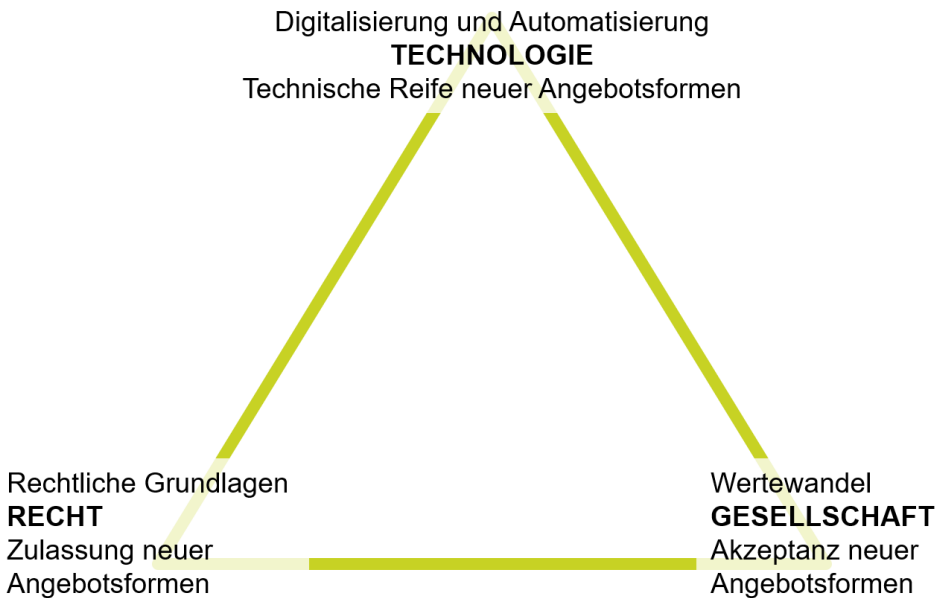 Digitalisierung und Automatisierung
TECHNOLOGIE
Technische Reife neuer Angebotsformen
Rechtliche Grundlagen
RECHT
Zulassung neuer
Angebotsformen
Wertewandel
GESELLSCHAFT
Akzeptanz neuer
Angebotsformen